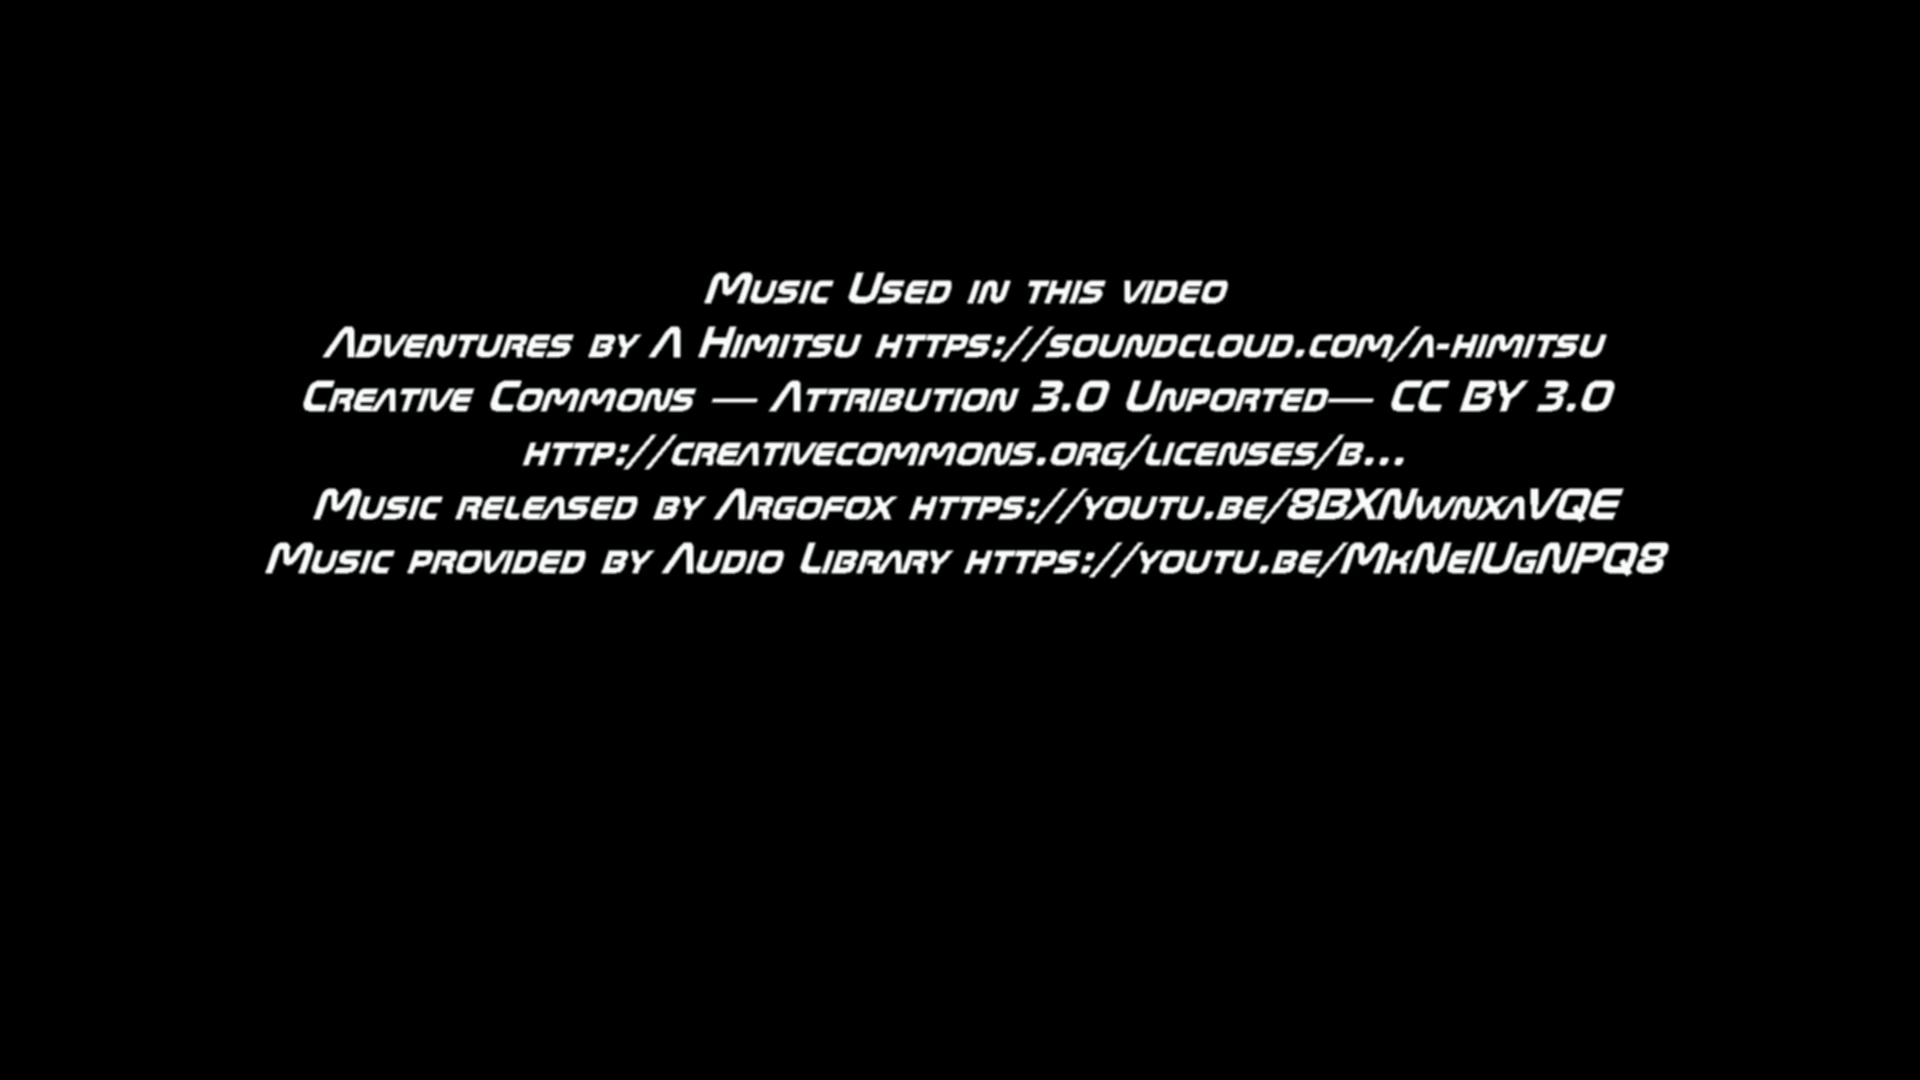 Music Used in this video
Adventures by A Himitsu https://soundcloud.com/a-himitsu
Creative Commons — Attribution 3.0 Unported— CC BY 3.0
http://creativecommons.org/licenses/b...
Music released by Argofox https://youtu.be/8BXNwnxaVQE
Music provided by Audio Library https://youtu.be/MkNeIUgNPQ8